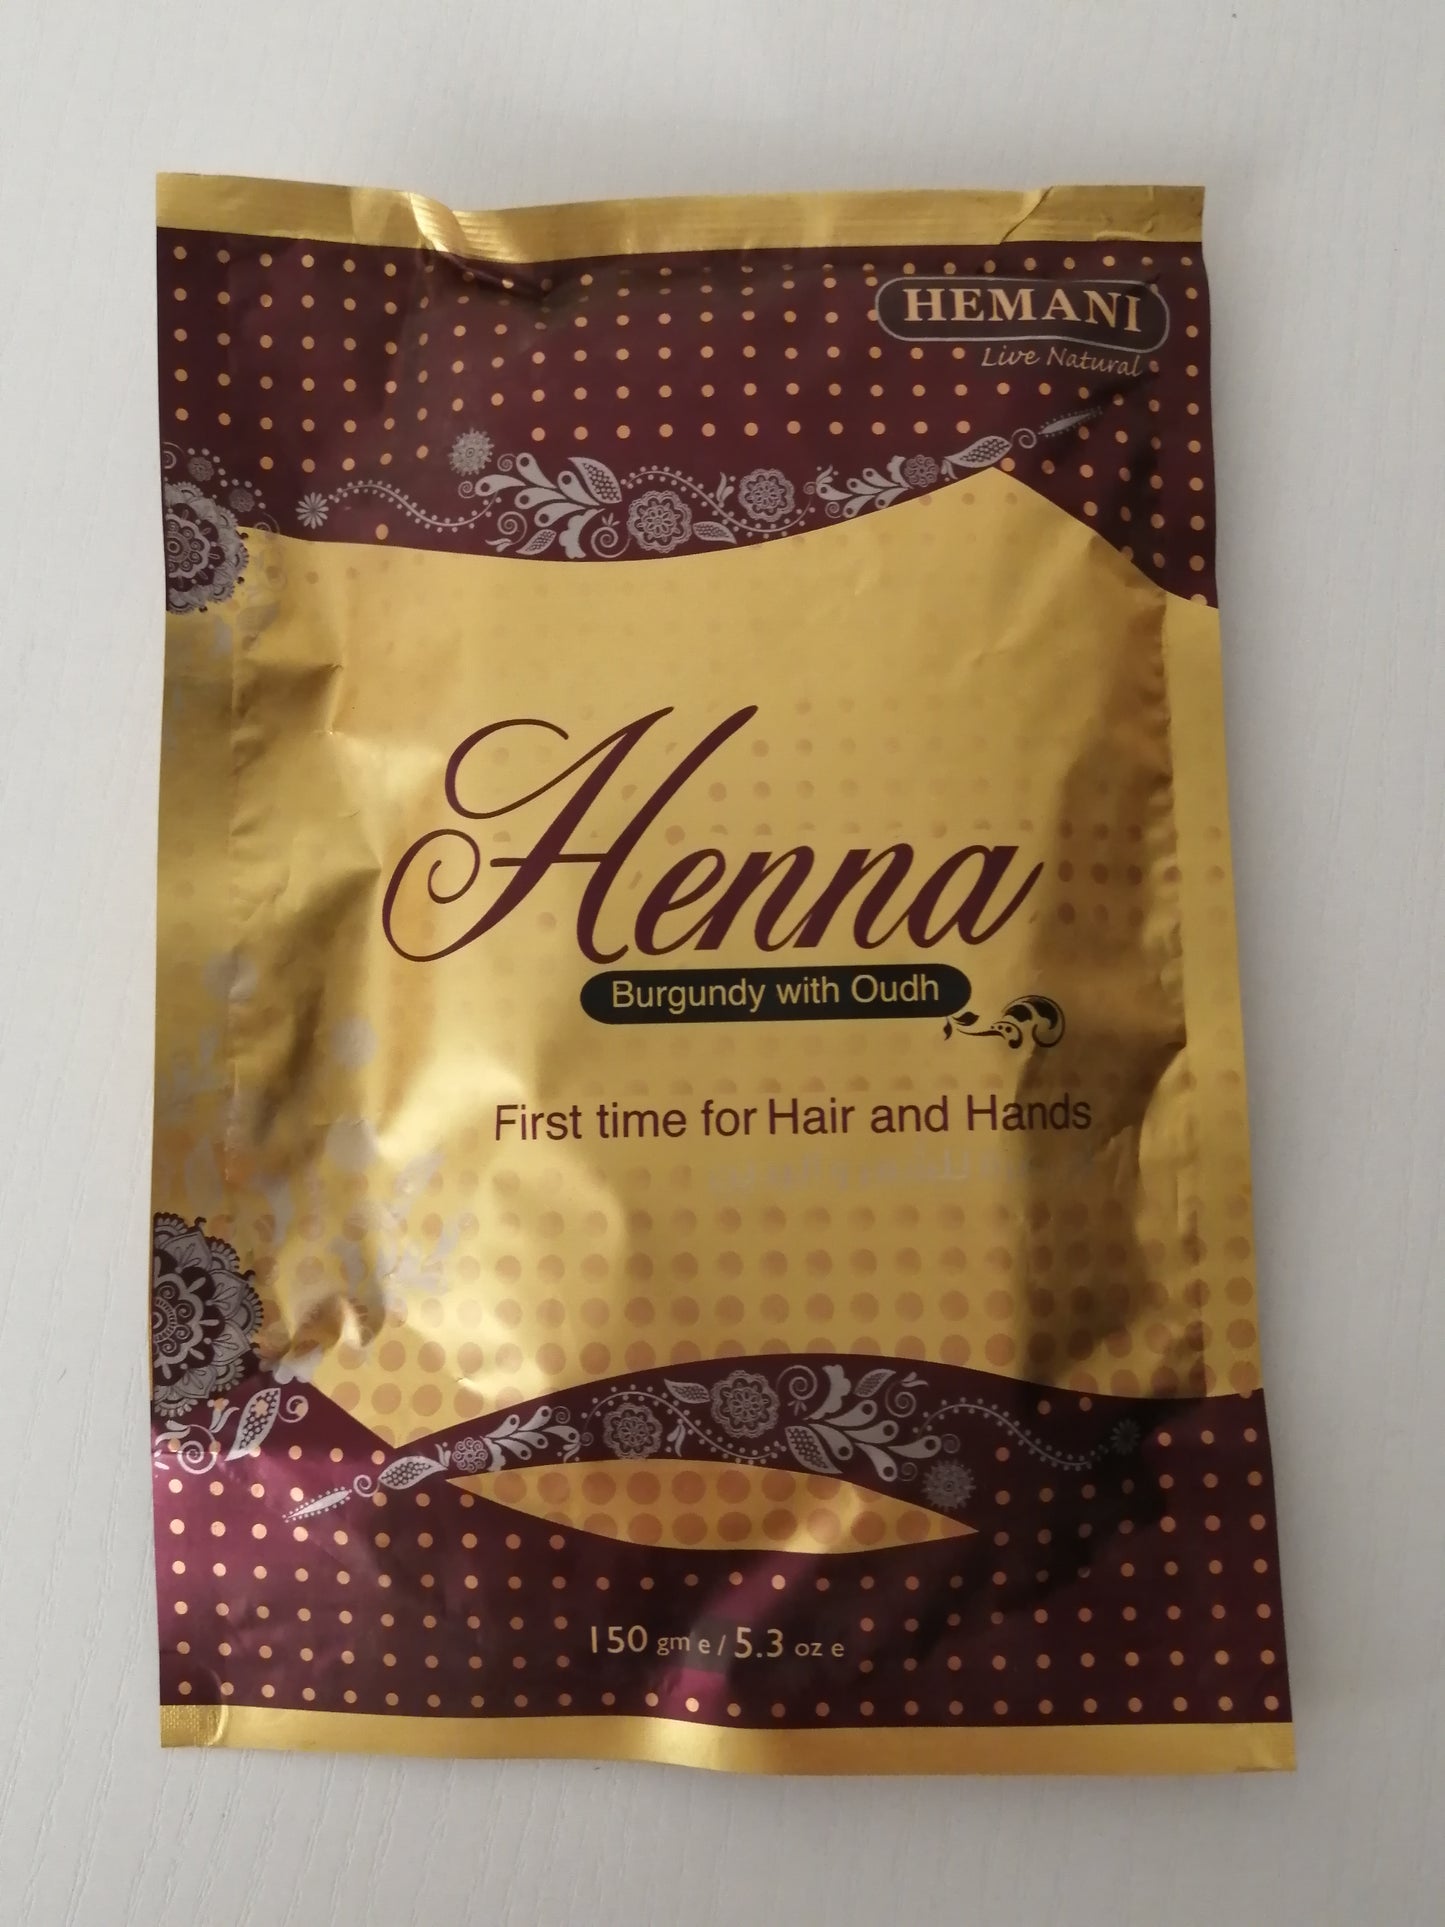 HEMANI
Live Natural
Henna
Burgundy with Oudh
First time for Hair and Hands
150 gm e / 5.3 oz e